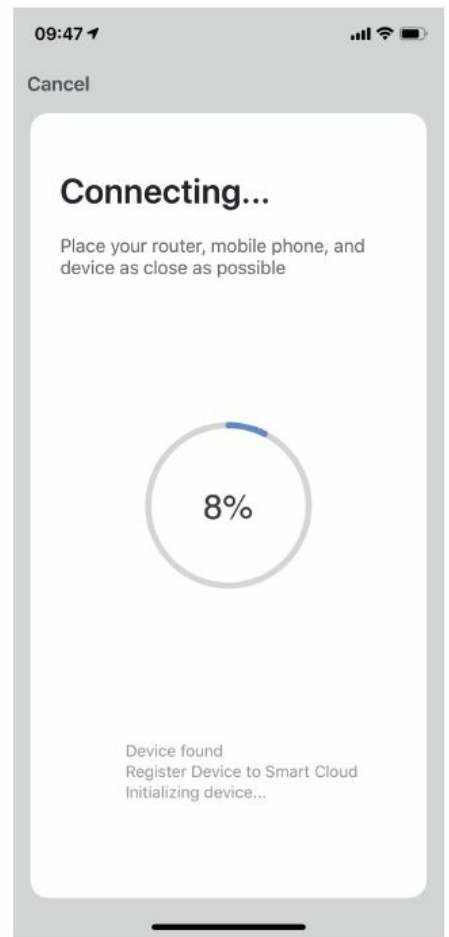 09:47
Cancel
Connecting...
Place your router, mobile phone, and
device as close as possible
8%
Device found
Register Device to Smart Cloud
Initializing device...